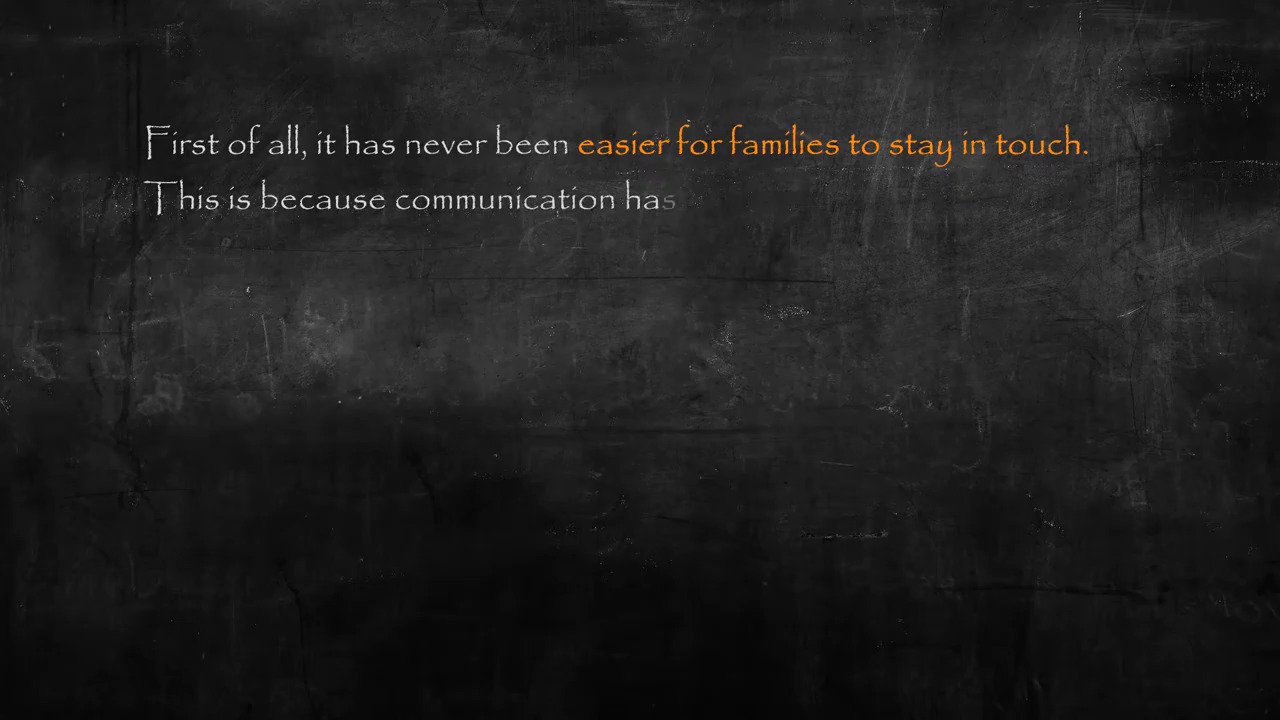 First of all, it has never been easier for families to stay in touch.
This is because communication has